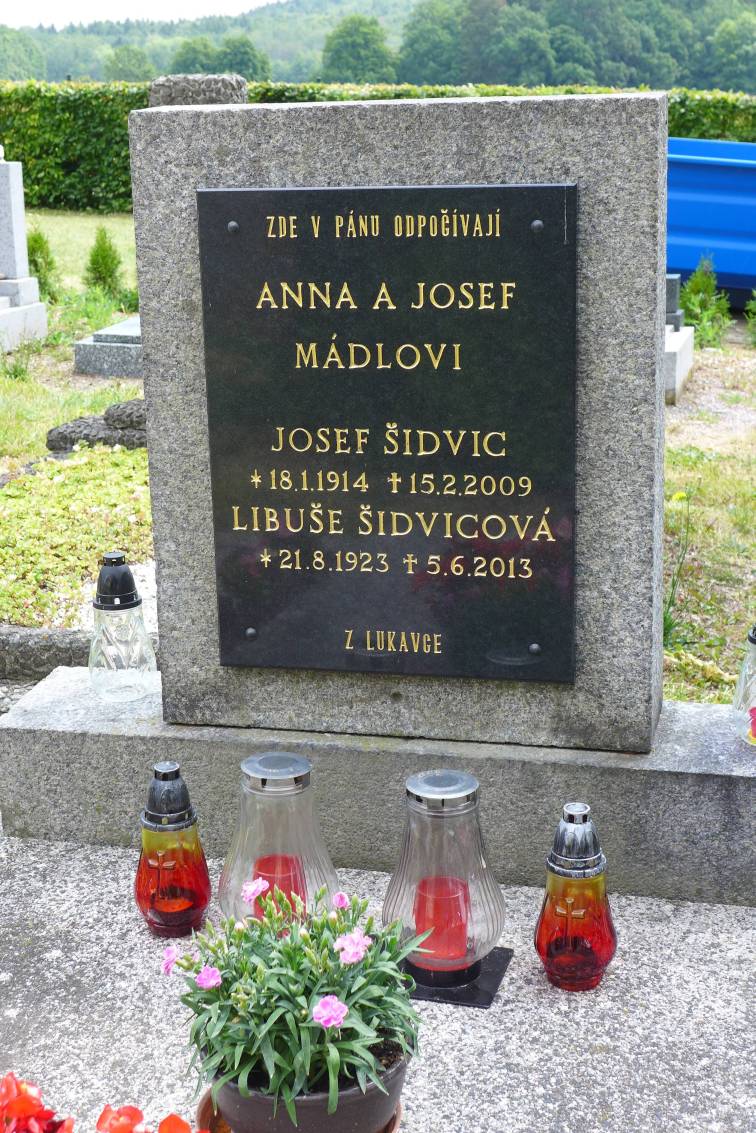 ZDE V PÁNU ODPOČÍVAJÍ
ANNA A JOSEF
MÁDLOVI
JOSEF ŠIDVIC
*18.1.1914 ✝15.2.2009
LIBUŠE ŠIDVICOVÁ
*21.8.1923 ✝5.6.2013
Z LUKAVCE